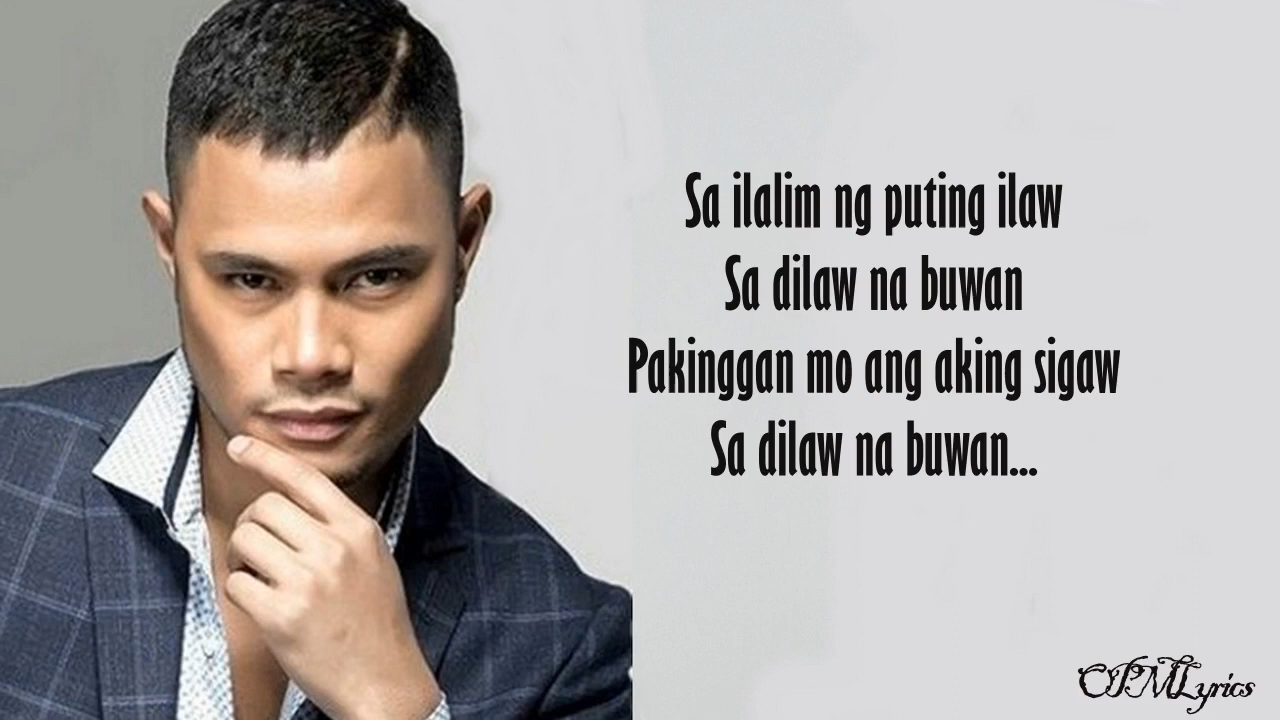 Sa ilalim ng puting ilaw
Sa dilaw na buwan
Pakinggan mo ang aking sigaw
Sa dilaw na buwan...
OPMLyrics